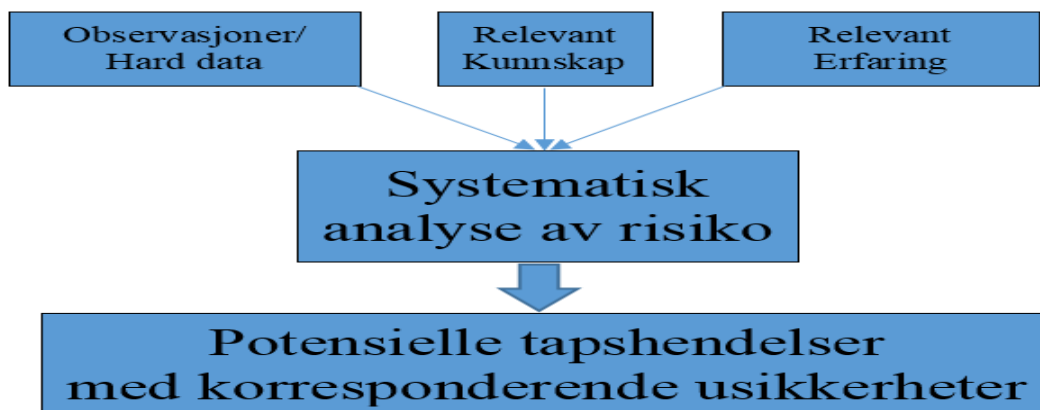 Observasjoner/
Hard data
Relevant
Kunnskap
Relevant
Erfaring
Systematisk
analyse av risiko
Potensielle tapshendelser
med korresponderende usikkerheter